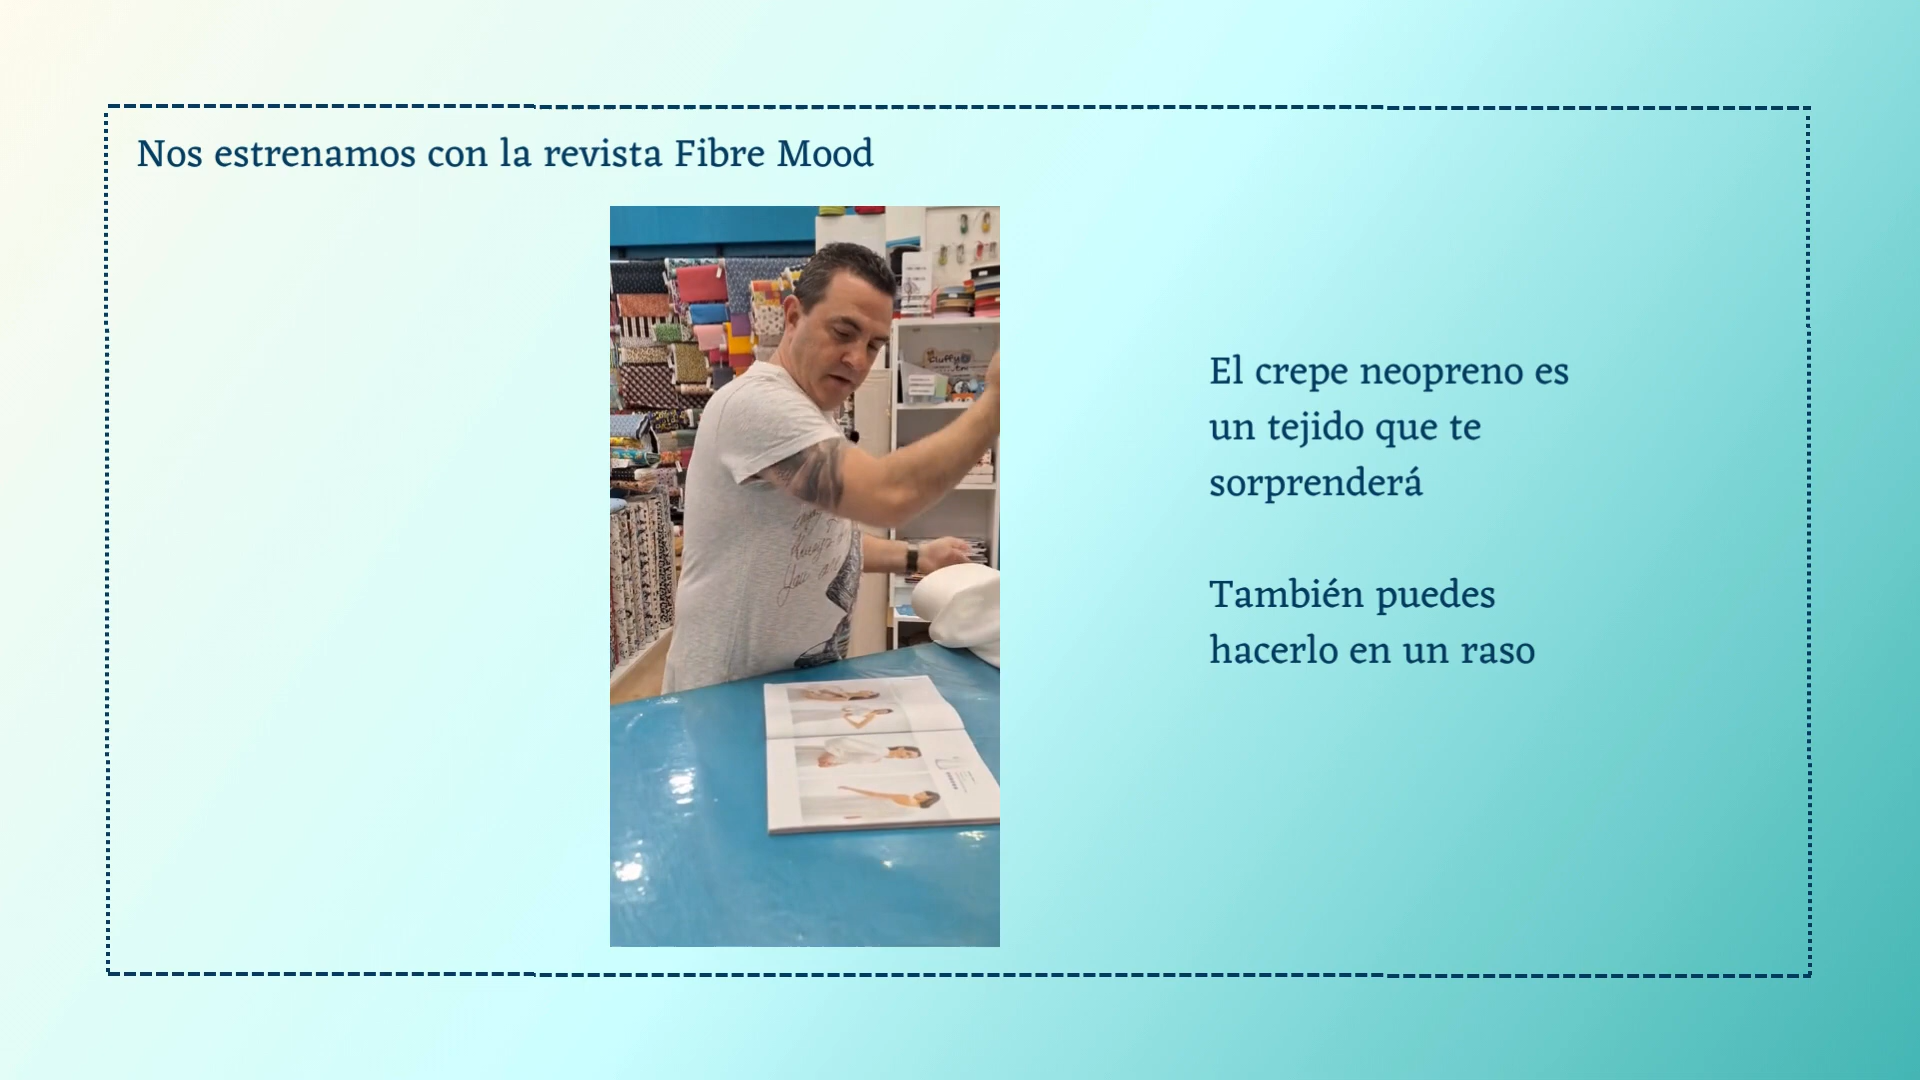 Nos estrenamos con la revista Fibre Mood
El crepe neopreno es
un tejido que te
sorprenderá
También puedes
hacerlo en un raso